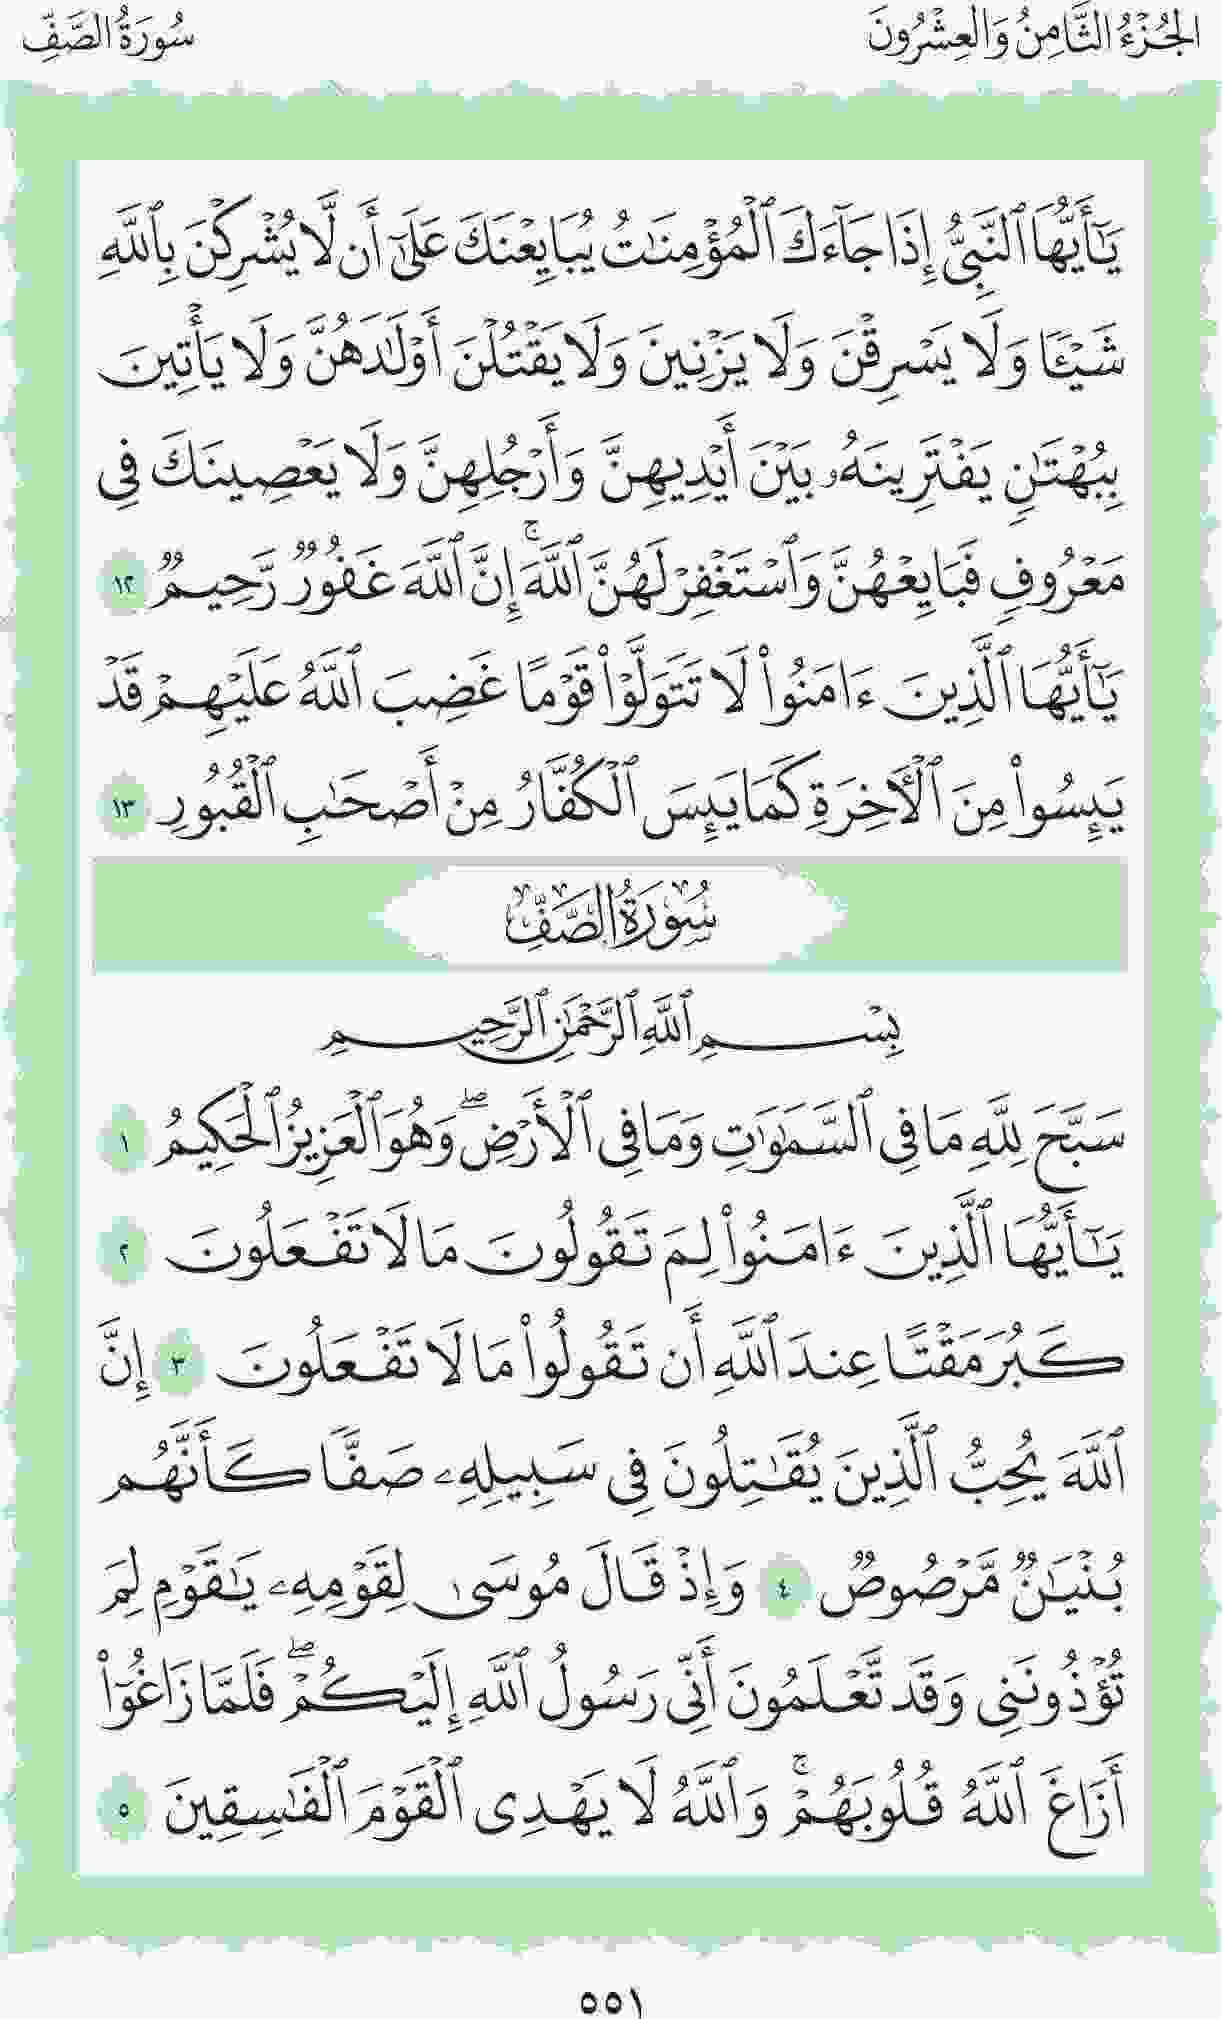 الجُزْءُ الثَّامِنُ وَالعِشْرُونَ
سُورَةُ الصَّفِّ
يَٰٓأَيُّهَا ٱلنَّبِىُّ إِذَا جَآءَكَ ٱلْمُؤْمِنَٰتُ يُبَايِعْنَكَ عَلَىٰٓ أَن لَّا يُشْرِكْنَ بِٱللَّهِ
شَيْـًٔا وَلَا يَسْرِقْنَ وَلَا يَزْنِينَ وَلَا يَقْتُلْنَ أَوْلَٰدَهُنَّ وَلَا يَأْتِينَ
بِبُهْتَٰنٍ يَفْتَرِينَهُۥ بَيْنَ أَيْدِيهِنَّ وَأَرْجُلِهِنَّ وَلَا يَعْصِينَكَ فِى
مَعْرُوفٍ فَبَايِعْهُنَّ وَٱسْتَغْفِرْ لَهُنَّ ٱللَّهَ ۚ إِنَّ ٱللَّهَ غَفُورٌ رَّحِيمٌ ١٢
يَٰٓأَيُّهَا ٱلَّذِينَ ءَامَنُوا۟ لَا تَتَوَلَّوْا۟ قَوْمًا غَضِبَ ٱللَّهُ عَلَيْهِمْ قَدْ
يَئِسُوا۟ مِنَ ٱلْـَٔاخِرَةِ كَمَا يَئِسَ ٱلْكُفَّارُ مِنْ أَصْحَٰبِ ٱلْقُبُورِ ١٣
سُورَةُ الصَّفِّ
بِسْمِ ٱللَّهِ ٱلرَّحْمَٰنِ ٱلرَّحِيمِ
سَبَّحَ لِلَّهِ مَا فِى ٱلسَّمَٰوَٰتِ وَمَا فِى ٱلْأَرْضِ ۖ وَهُوَ ٱلْعَزِيزُ ٱلْحَكِيمُ ١
يَٰٓأَيُّهَا ٱلَّذِينَ ءَامَنُوا۟ لِمَ تَقُولُونَ مَا لَا تَفْعَلُونَ ٢
كَبُرَ مَقْتًا عِندَ ٱللَّهِ أَن تَقُولُوا۟ مَا لَا تَفْعَلُونَ ٣ إِنَّ
ٱللَّهَ يُحِبُّ ٱلَّذِينَ يُقَٰتِلُونَ فِى سَبِيلِهِۦ صَفًّا كَأَنَّهُم
بُنْيَٰنٌ مَّرْصُوصٌ ٤ وَإِذْ قَالَ مُوسَىٰ لِقَوْمِهِۦ يَٰقَوْمِ لِمَ
تُؤْذُونَنِى وَقَد تَّعْلَمُونَ أَنِّى رَسُولُ ٱللَّهِ إِلَيْكُمْ ۖ فَلَمَّا زَاغُوٓا۟
أَزَاغَ ٱللَّهُ قُلُوبَهُمْ ۚ وَٱللَّهُ لَا يَهْدِى ٱلْقَوْمَ ٱلْفَٰسِقِينَ ٥
٥٥١